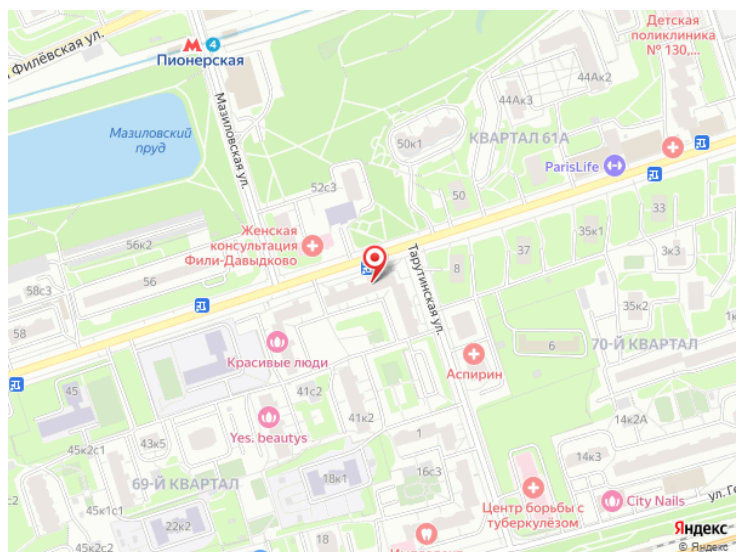 Филёвская ул.
4
Пионерская
Детская
поликлиника
№ 130,...
44Ак2
44Ак3
Мазиловский
пруд
Мазиловская ул.
50к1
КВАРТАЛ 61А
ParisLife
52с3
50
33
Женская
консультация
Фили-Давыдково
56к2
56
58с3
58
Тарутинская ул.
8
37
35к1
3к3
35к2
6
70-Й КВАРТАЛ
Красивые люди
Аспирин
45
41с2
41к2
Yes. beautys
43к5
45к2с1
1
14к2А
14к3
69-Й КВАРТАЛ
18к1
16с3
45к1с1
22к2
18
Центр борьбы с
туберкулёзом
City Nails
Яндекс
© Яндекс